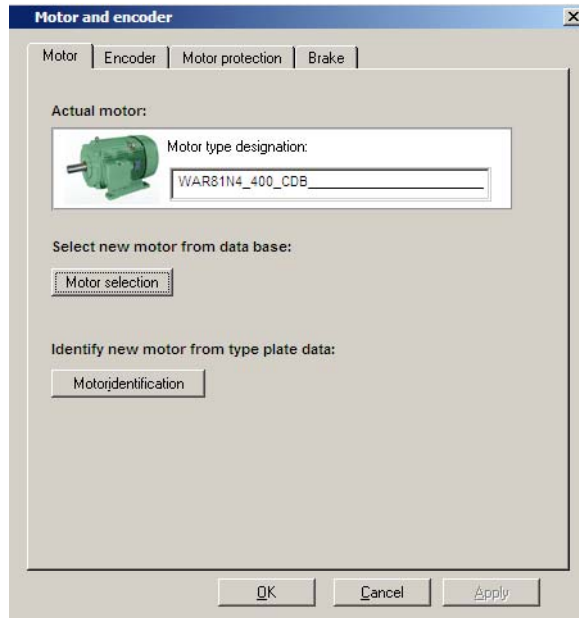 Motor and encoder
Motor Encoder Motor protection Brake
Actual motor:
Motor type designation:
WAR81N4_400_CDB____________________
Select new motor from data base:
Motor selection
Identify new motor from type plate data:
Motoridentification
OK Cancel Apply